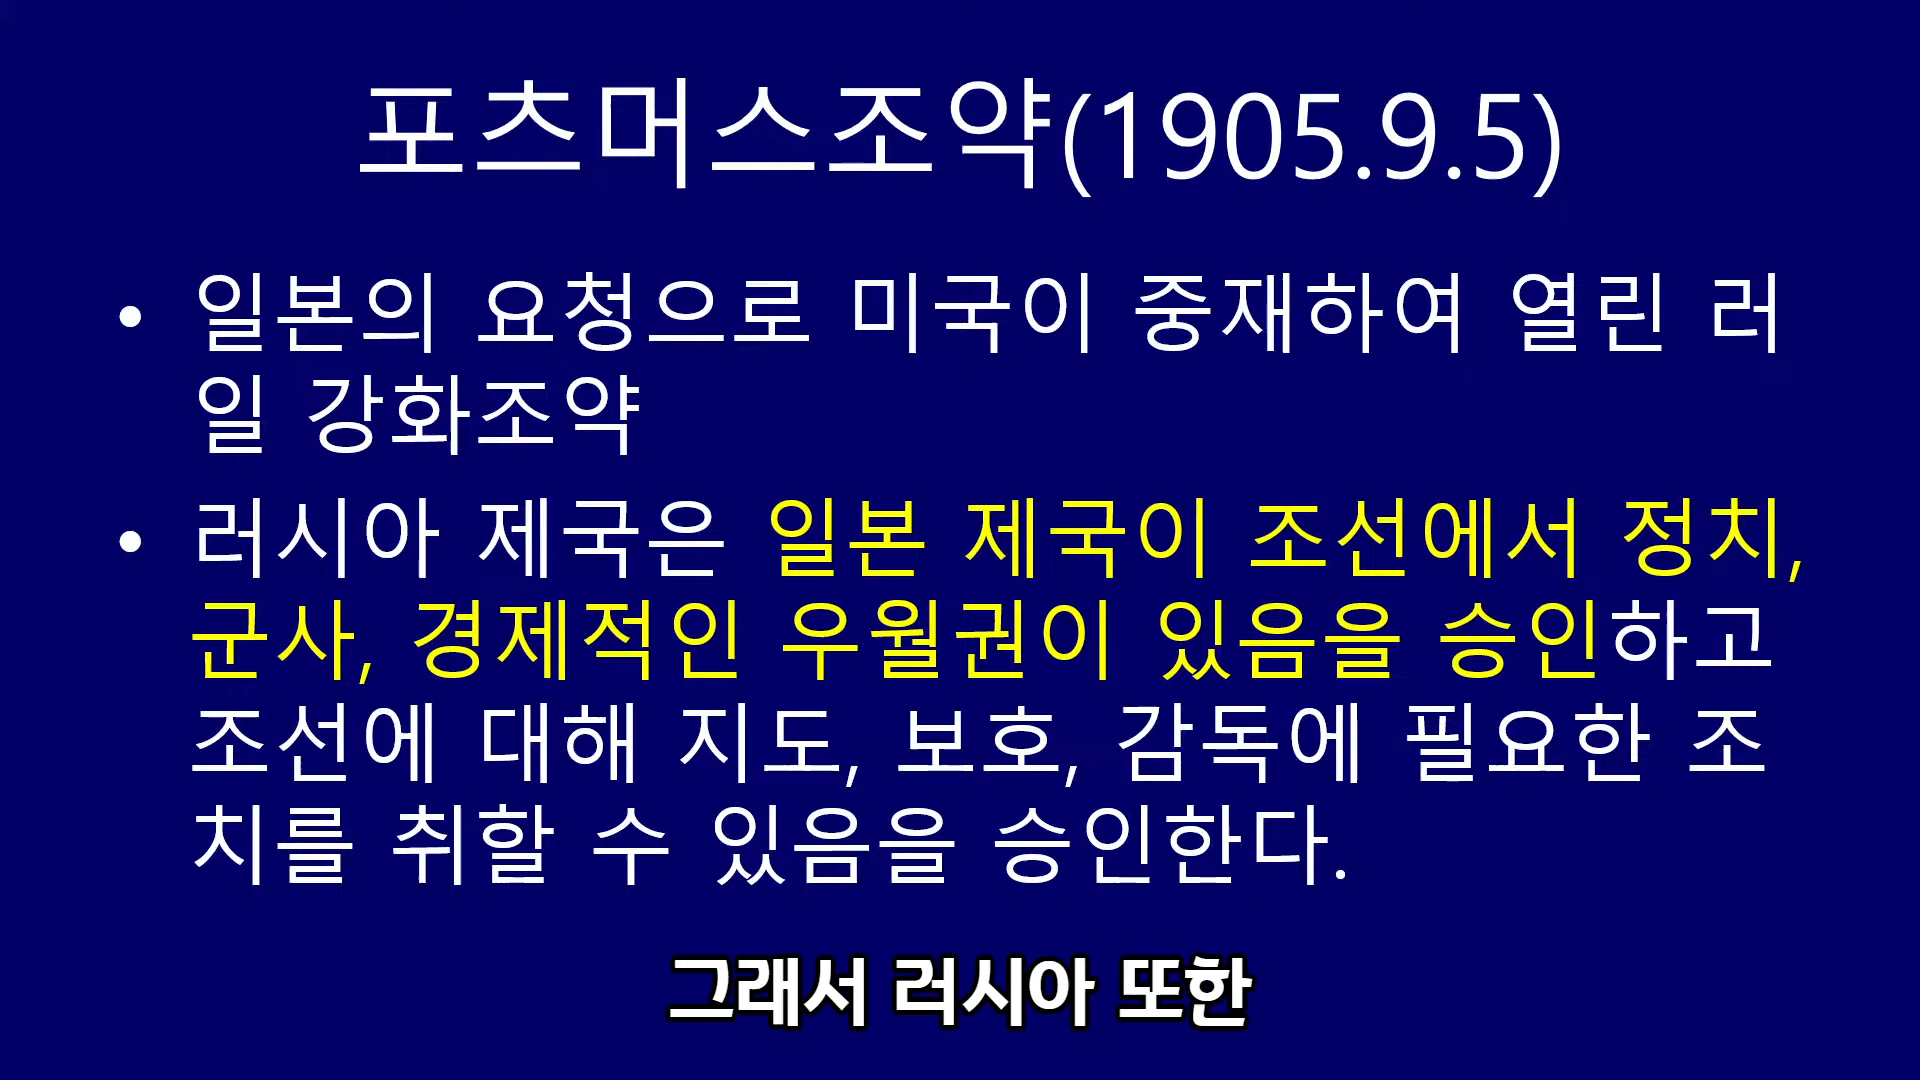 포츠머스조약(1905.9.5)
• 일본의 요청으로 미국이 중재하여 열린 러
일 강화조약
• 러시아 제국은 일본 제국이 조선에서 정치,
군사, 경제적인 우월권이 있음을 승인하고
조선에 대해 지도, 보호, 감독에 필요한 조
치를 취할 수 있음을 승인한다.
그래서 러시아 또한